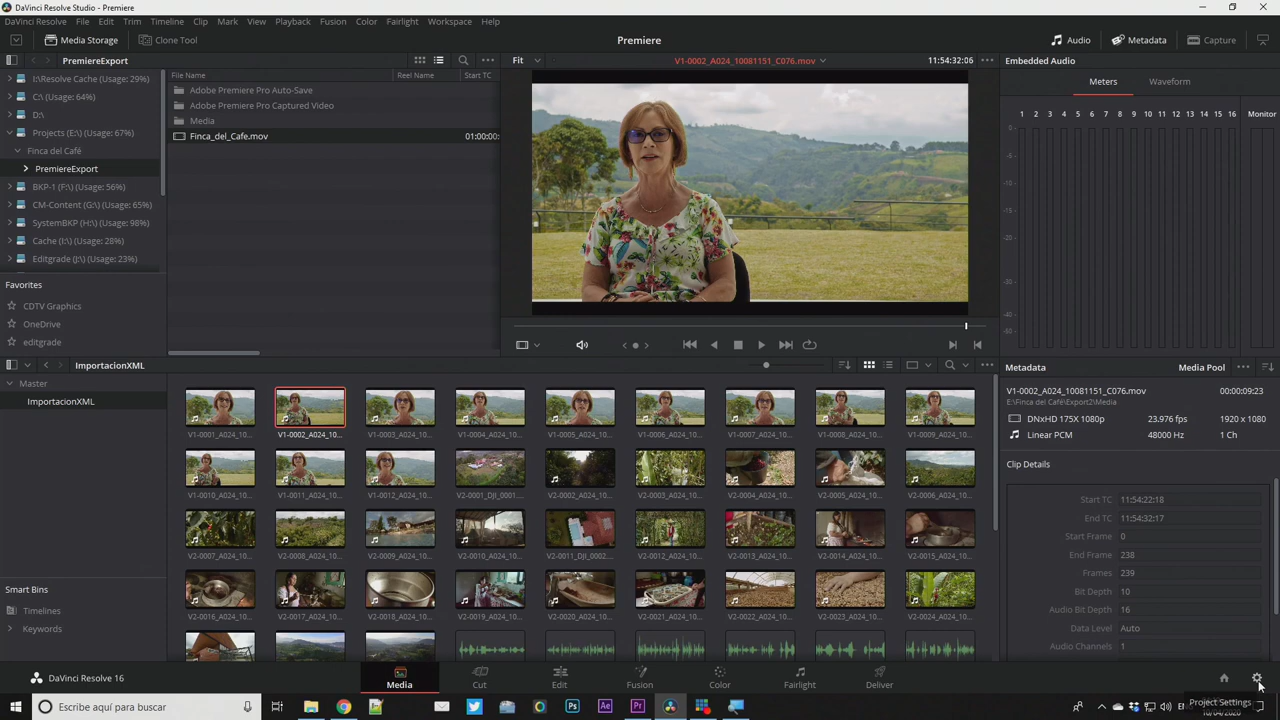 DaVinci Resolve Studio - Premiere
DaVinci Resolve File Edit Trim Timeline Clip Mark View Playback Fusion Color Fairlight Workspace Help
Media Storage Clone Tool
Premiere
Audio Metadata Capture
PremiereExport
Fit
V1-0002_A024_10081151_C076.mov
11:54:32:06
Embedded Audio
Meters Waveform
1 2 3 4 5 6 7 8 9 10 11 12 13 14 15 16 Monitor
0
-5
-10
-15
-20
-30
-40
-50
I:\Resolve Cache (Usage: 29%)
C:\ (Usage: 64%)
D:\
Projects (E:\) (Usage: 67%)
Finca del Café
PremiereExport
BKP-1 (F:\) (Usage: 56%)
CM-Content (G:\) (Usage: 65%)
SystemBKP (H:\) (Usage: 98%)
Cache (I:\) (Usage: 28%)
Editgrade (J:\) (Usage: 23%)
File Name Reel Name Start TC
Adobe Premiere Pro Auto-Save
Adobe Premiere Pro Captured Video
Media
Finca_del_Cafe.mov 01:00:00:
Favorites
CDTV Graphics
OneDrive
editgrade
ImportacionXML
Master
ImportacionXML
Smart Bins
Timelines
Keywords
V1-0001_A024_10... V1-0002_A024_10... V1-0003_A024_10... V1-0004_A024_10... V1-0005_A024_10... V1-0006_A024_10... V1-0007_A024_10... V1-0008_A024_10... V1-0009_A024_10...
V1-0010_A024_10... V1-0011_A024_10... V1-0012_A024_10... V2-0001_DJI_0001... V2-0002_A024_10... V2-0003_A024_10... V2-0004_A024_10... V2-0005_A024_10... V2-0006_A024_10...
V2-0007_A024_10... V2-0008_A024_10... V2-0009_A024_10... V2-0010_A024_10... V2-0011_DJI_0002... V2-0012_A024_10... V2-0013_A024_10... V2-0014_A024_10... V2-0015_A024_10...
V2-0016_A024_10... V2-0017_A024_10... V2-0018_A024_10... V2-0019_A024_10... V2-0020_A024_10... V2-0021_A024_10... V2-0022_A024_10... V2-0023_A024_10... V2-0024_A024_10...
Metadata Media Pool
V1-0002_A024_10081151_C076.mov 00:00:09:23
E:\Finca del Café\Export2\Media
DNxHD 175X 1080p 23,976 fps 1920 x 1080
Linear PCM 48000 Hz 1 Ch
Clip Details
Start TC 11:54:22:18
End TC 11:54:32:17
Start Frame 0
End Frame 238
Frames 239
Bit Depth 10
Audio Bit Depth 16
Data Level Auto
Audio Channels 1
DaVinci Resolve 16
Media Cut Edit Fusion Color Fairlight Deliver
Project Settings
Escribe aquí para buscar